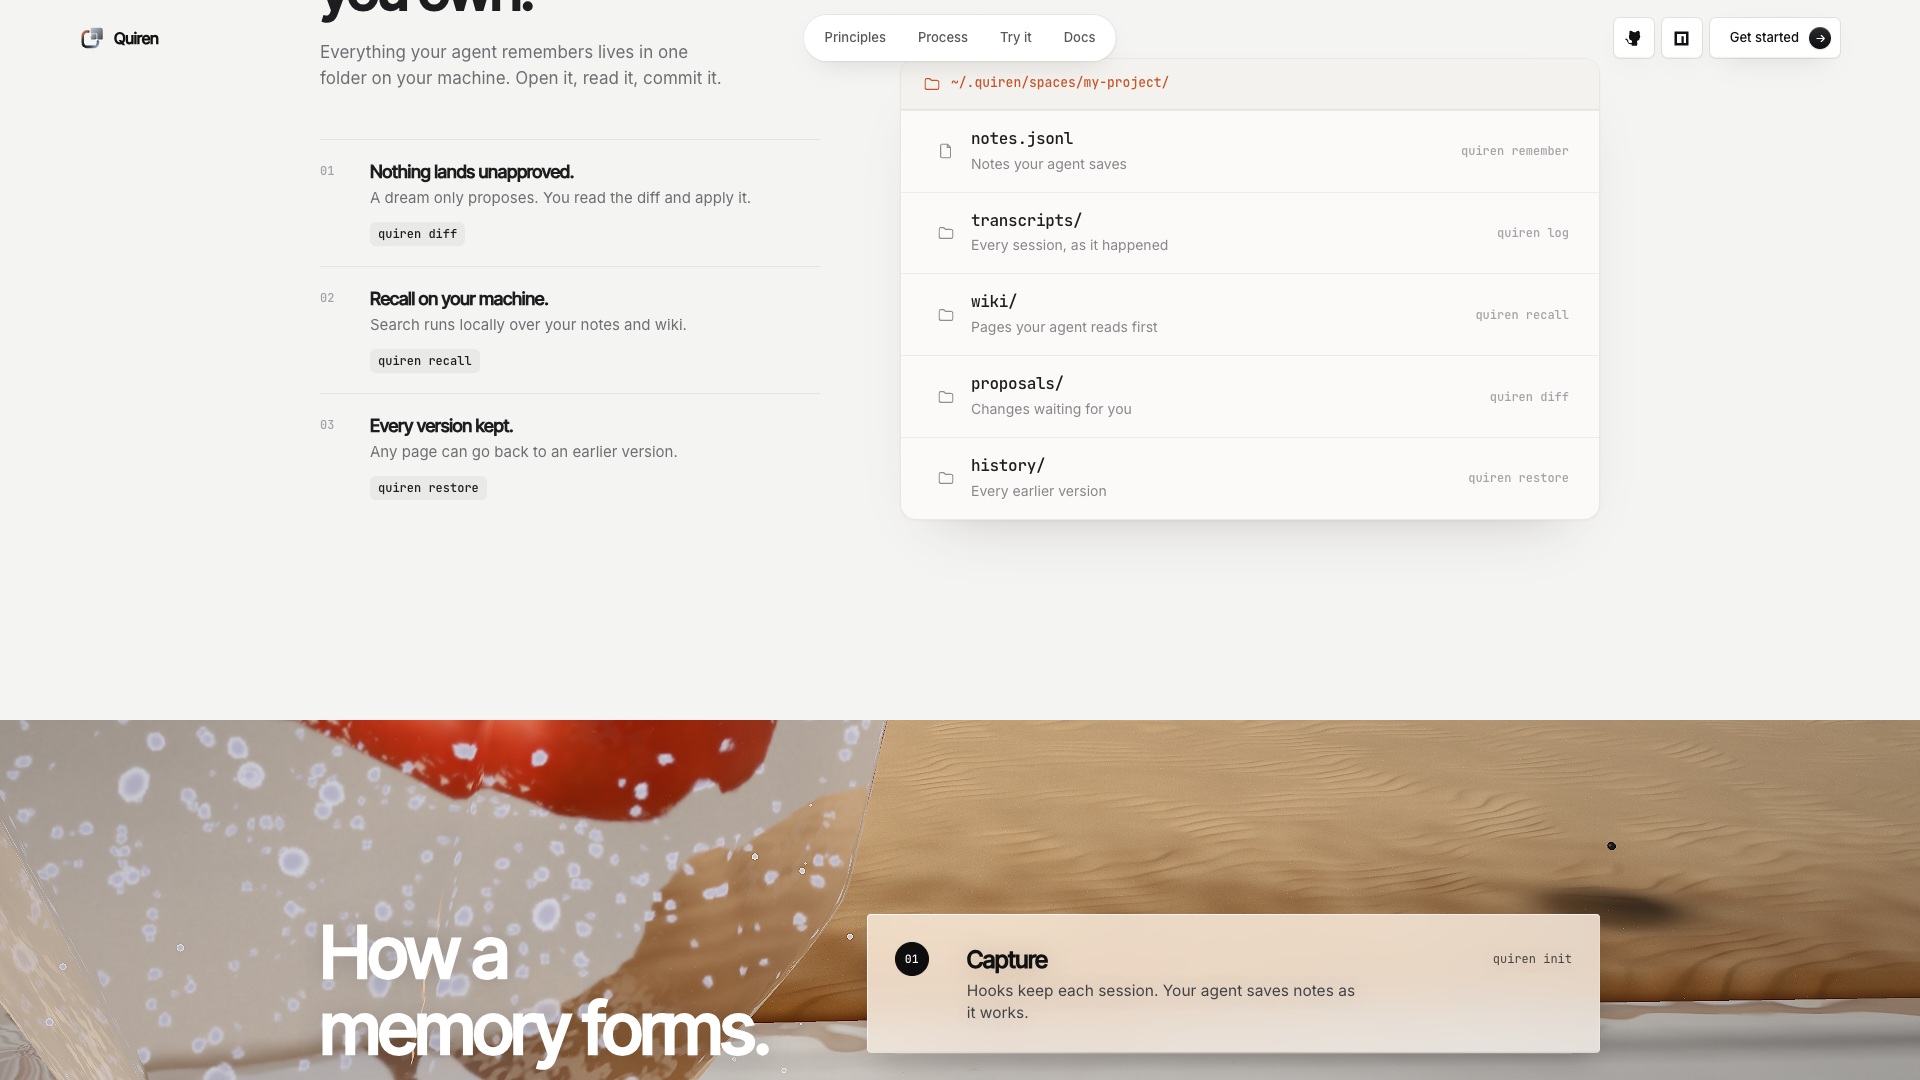 Quiren
Principles
Process
Try it
Docs
Get started
you own.
Everything your agent remembers lives in one
folder on your machine. Open it, read it, commit it.
01
Nothing lands unapproved.
A dream only proposes. You read the diff and apply it.
quiren diff
02
Recall on your machine.
Search runs locally over your notes and wiki.
quiren recall
03
Every version kept.
Any page can go back to an earlier version.
quiren restore
~/.quiren/spaces/my-project/
notes.jsonl
Notes your agent saves
quiren remember
transcripts/
Every session, as it happened
quiren log
wiki/
Pages your agent reads first
quiren recall
proposals/
Changes waiting for you
quiren diff
history/
Every earlier version
quiren restore
How a
memory forms.
01
Capture
quiren init
Hooks keep each session. Your agent saves notes as
it works.